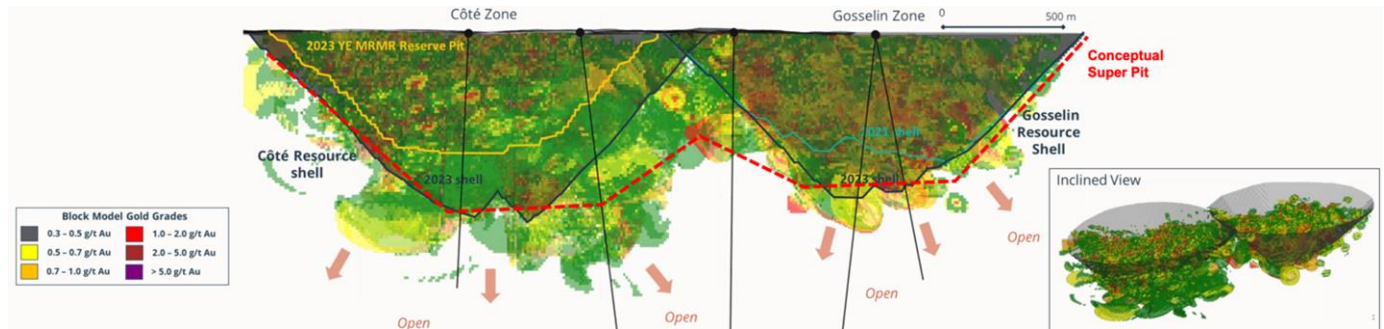 Côté Zone
Gosselin Zone
0
500 m
2023 YE MRMR Reserve Pit
Conceptual
Super Pit
2021 shell
Gosselin
Resource
Shell
Côté Resource
shell
2023 shell
2023 shell
Inclined View
Block Model Gold Grades
0.3 – 0.5 g/t Au
1.0 – 2.0 g/t Au
0.5 – 0.7 g/t Au
2.0 – 5.0 g/t Au
0.7 – 1.0 g/t Au
> 5.0 g/t Au
Open
Open
Open
Open